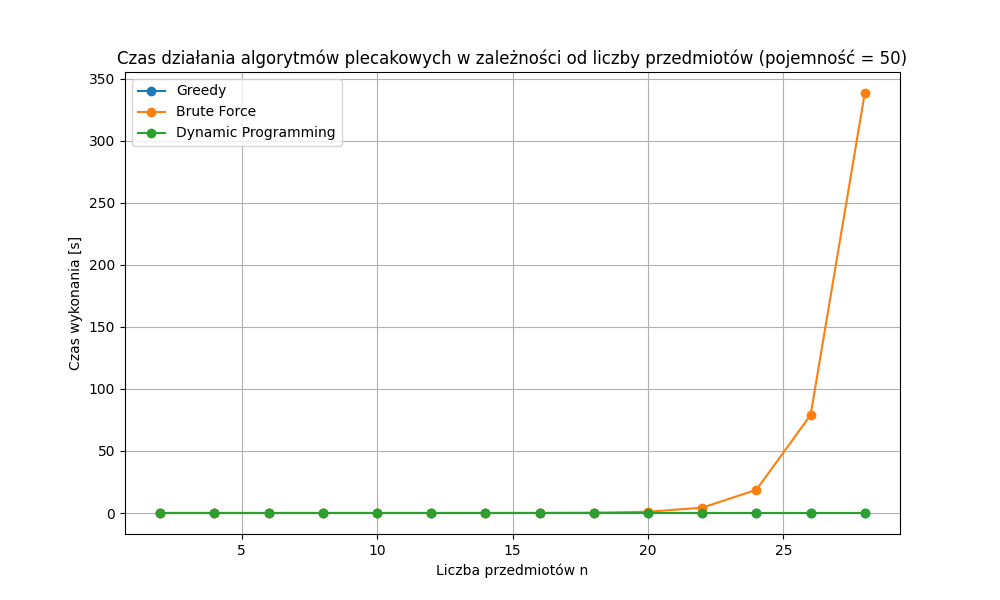 Czas działania algorytmów plecakowych w zależności od liczby przedmiotów (pojemność = 50)
Greedy
Brute Force
Dynamic Programming
350
300
250
200
150
100
50
0
Czas wykonania [s]
5
10
15
20
25
Liczba przedmiotów n